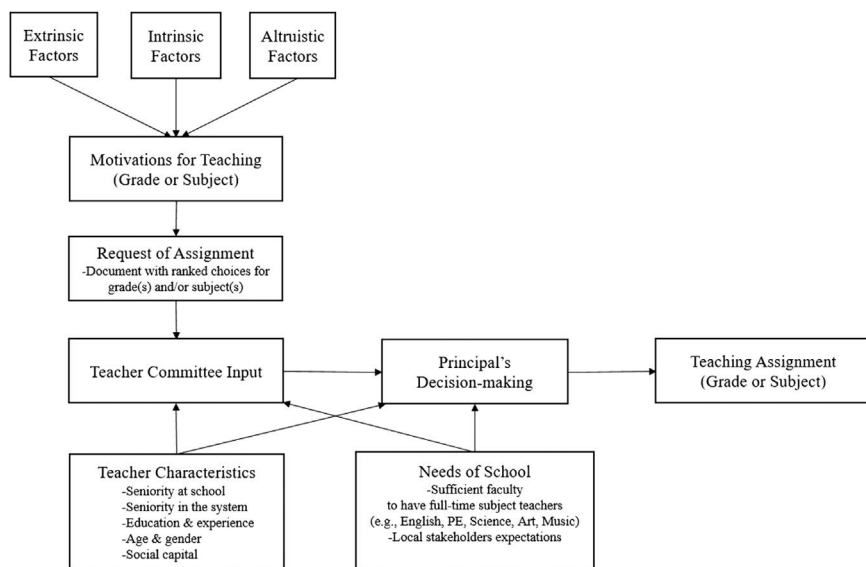 Extrinsic
Factors
Intrinsic
Factors
Altruistic
Factors
Motivations for Teaching
(Grade or Subject)
Request of Assignment
-Document with ranked choices for
grade(s) and/or subject(s)
Teacher Committee Input
Principal's
Decision-making
Teaching Assignment
(Grade or Subject)
Teacher Characteristics
-Seniority at school
-Seniority in the system
-Education & experience
-Age & gender
-Social capital
Needs of School
-Sufficient faculty
to have full-time subject teachers
(e.g., English, PE, Science, Art, Music)
-Local stakeholders expectations